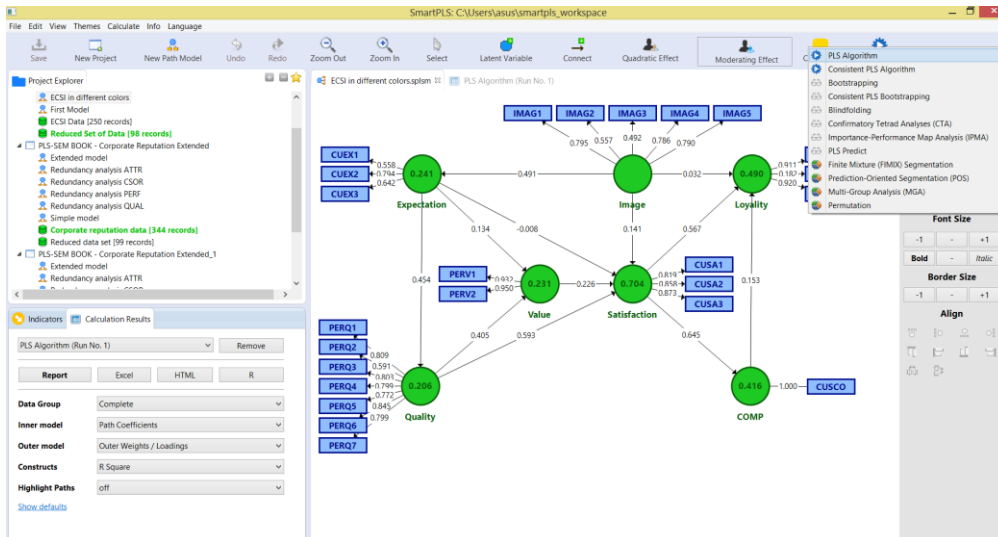 SmartPLS: C:\Users\asus\smartpls_workspace
File Edit View Themes Calculate Info Language
Save New Project New Path Model Undo Redo Zoom Out Zoom In Select Latent Variable Connect Quadratic Effect Moderating Effect
PLS Algorithm
Consistent PLS Algorithm
Bootstrapping
Consistent PLS Bootstrapping
Blindfolding
Confirmatory Tetrad Analyses (CTA)
Importance-Performance Map Analysis (IPMA)
PLS Predict
Finite Mixture (FIMIX) Segmentation
Prediction-Oriented Segmentation (POS)
Multi-Group Analysis (MGA)
Permutation
Project Explorer
ECSI in different colors
First Model
ECSI Data [250 records]
Reduced Set of Data [98 records]
PLS-SEM BOOK - Corporate Reputation Extended
Extended model
Redundancy analysis ATTR
Redundancy analysis CSOR
Redundancy analysis PERF
Redundancy analysis QUAL
Simple model
Corporate reputation data [344 records]
Reduced data set [99 records]
PLS-SEM BOOK - Corporate Reputation Extended_1
Extended model
Redundancy analysis ATTR
Indicators Calculation Results
PLS Algorithm (Run No. 1) Remove
Report Excel HTML R
Data Group Complete
Inner model Path Coefficients
Outer model Outer Weights / Loadings
Constructs R Square
Highlight Paths off
Show defaults
ECSI in different colors.splsm PLS Algorithm (Run No. 1)
IMAG1 IMAG2 IMAG3 IMAG4 IMAG5
0.795 0.557 0.492 0.786 0.790
CUEX1
CUEX2
CUEX3
0.558
0.794
0.642
0.241
Expectation
0.491
Image
0.032
0.490
Loyality
0.911
0.182
0.920
0.134
-0.008
0.141
0.567
0.454
PERV1
PERV2
0.932
0.950
0.231
Value
0.226
0.704
Satisfaction
0.819
0.858
0.873
CUSA1
CUSA2
CUSA3
0.153
0.405
0.593
0.645
PERQ1
PERQ2
PERQ3
PERQ4
PERQ5
PERQ6
PERQ7
0.809
0.591
0.803
0.799
0.772
0.845
0.799
0.206
Quality
0.416
COMP
1.000
CUSCO
Font Size
-1 - +1
Bold - Italic
Border Size
-1 - +1
Align